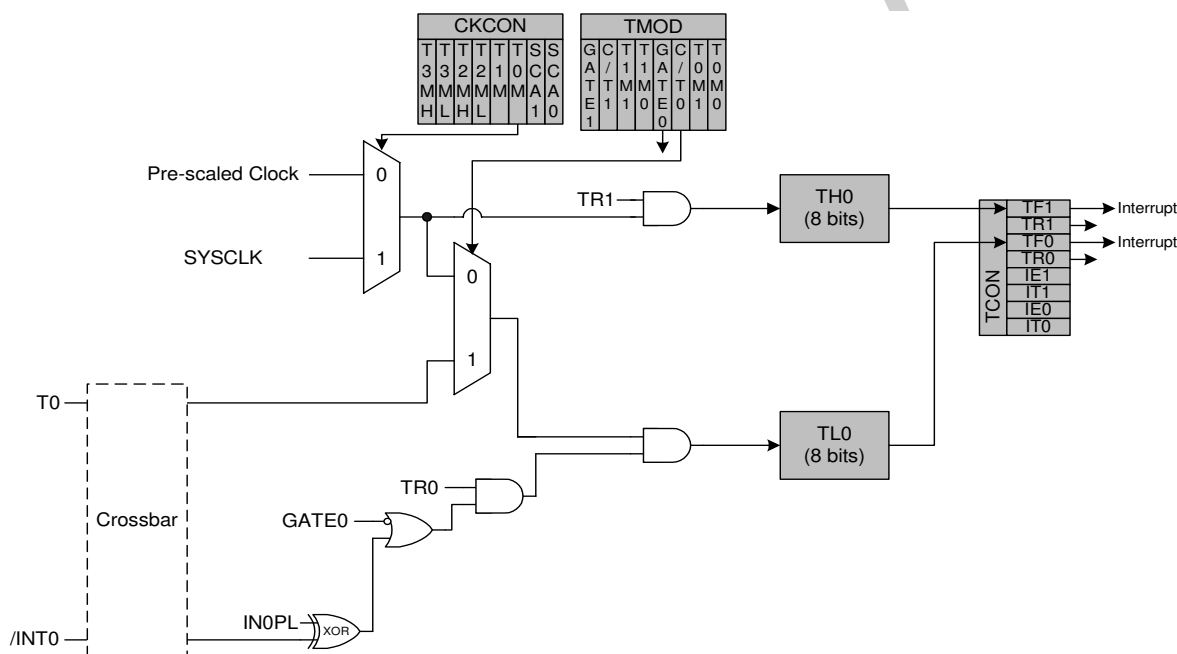 CKCON
T3MH T3ML T2MH T2ML T1M T0M SCA1 SCA0
TMOD
GATE1 C/T1 T1M1 T1M0 GATE0 C/T0 T0M1 T0M0
Pre-scaled Clock
0
SYSCLK
1
TR1
TH0
(8 bits)
TCON
TF1
TR1
TF0
TR0
IE1
IT1
IE0
IT0
Interrupt
Interrupt
0
1
T0
Crossbar
TL0
(8 bits)
TR0
GATE0
IN0PL
XOR
/INT0